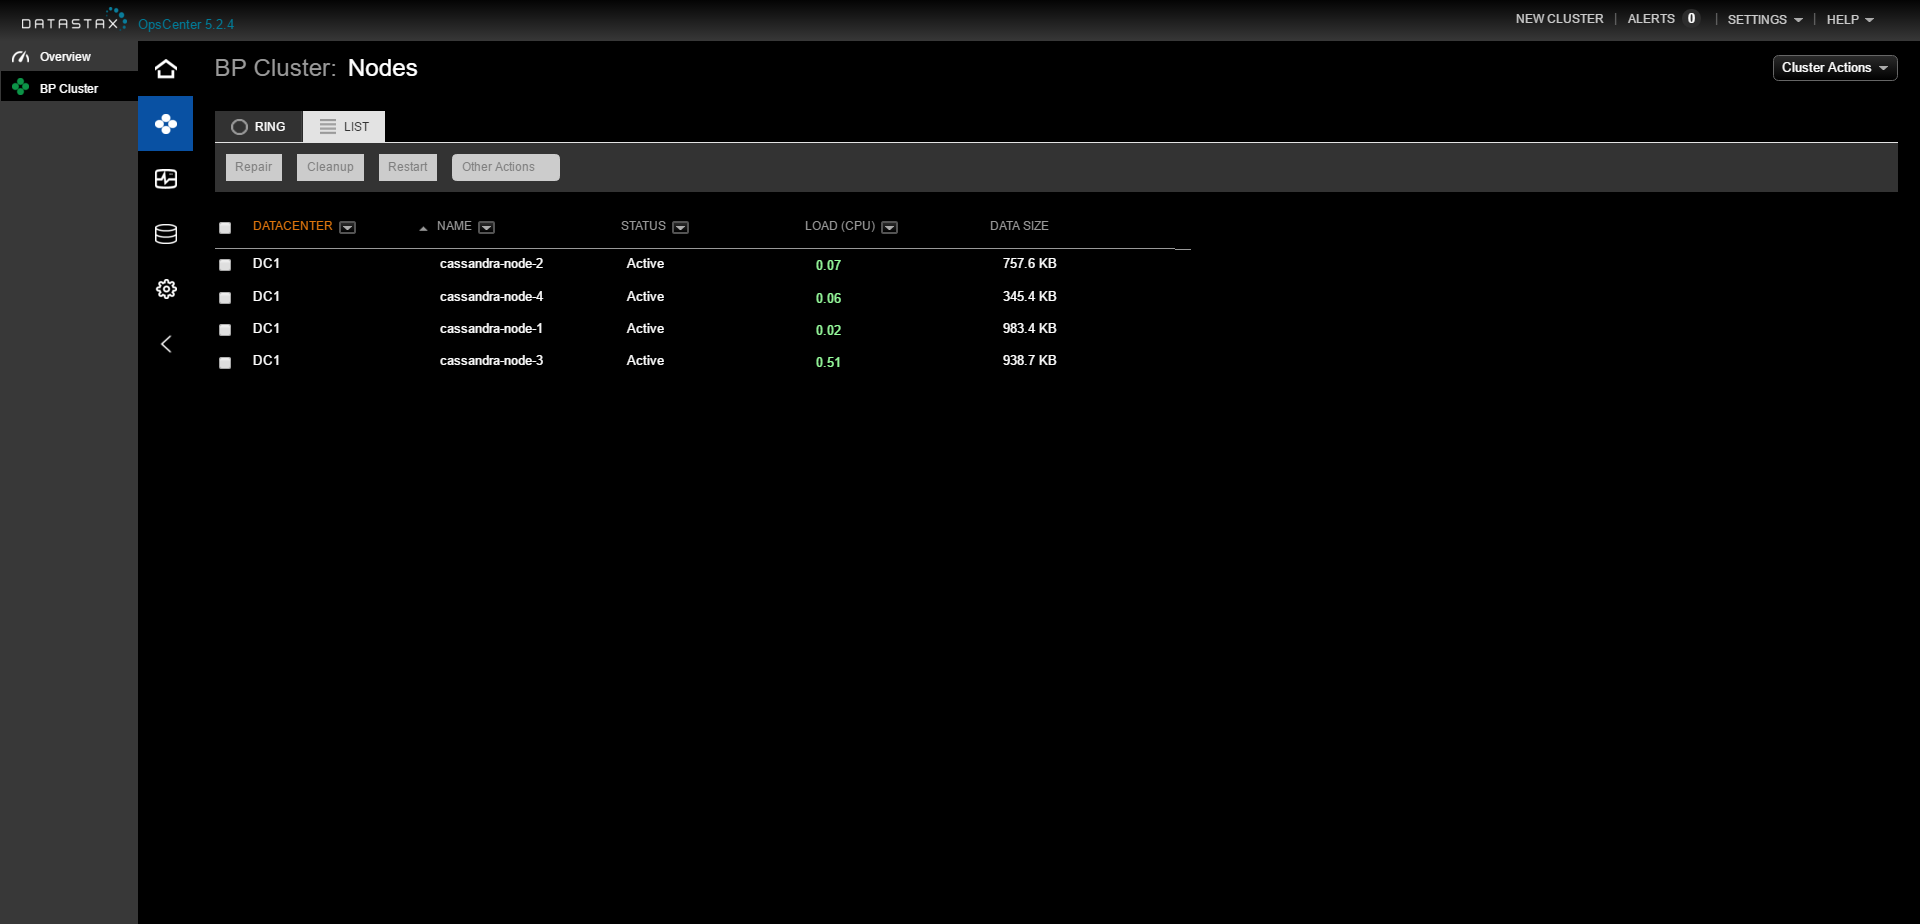 DATASTAX OpsCenter 5.2.4
NEW CLUSTER | ALERTS 0 | SETTINGS | HELP
Overview
BP Cluster
BP Cluster: Nodes
Cluster Actions
RING LIST
Repair Cleanup Restart Other Actions
DATACENTER NAME STATUS LOAD (CPU) DATA SIZE
DC1 cassandra-node-2 Active 0.07 757.6 KB
DC1 cassandra-node-4 Active 0.06 345.4 KB
DC1 cassandra-node-1 Active 0.02 983.4 KB
DC1 cassandra-node-3 Active 0.51 938.7 KB